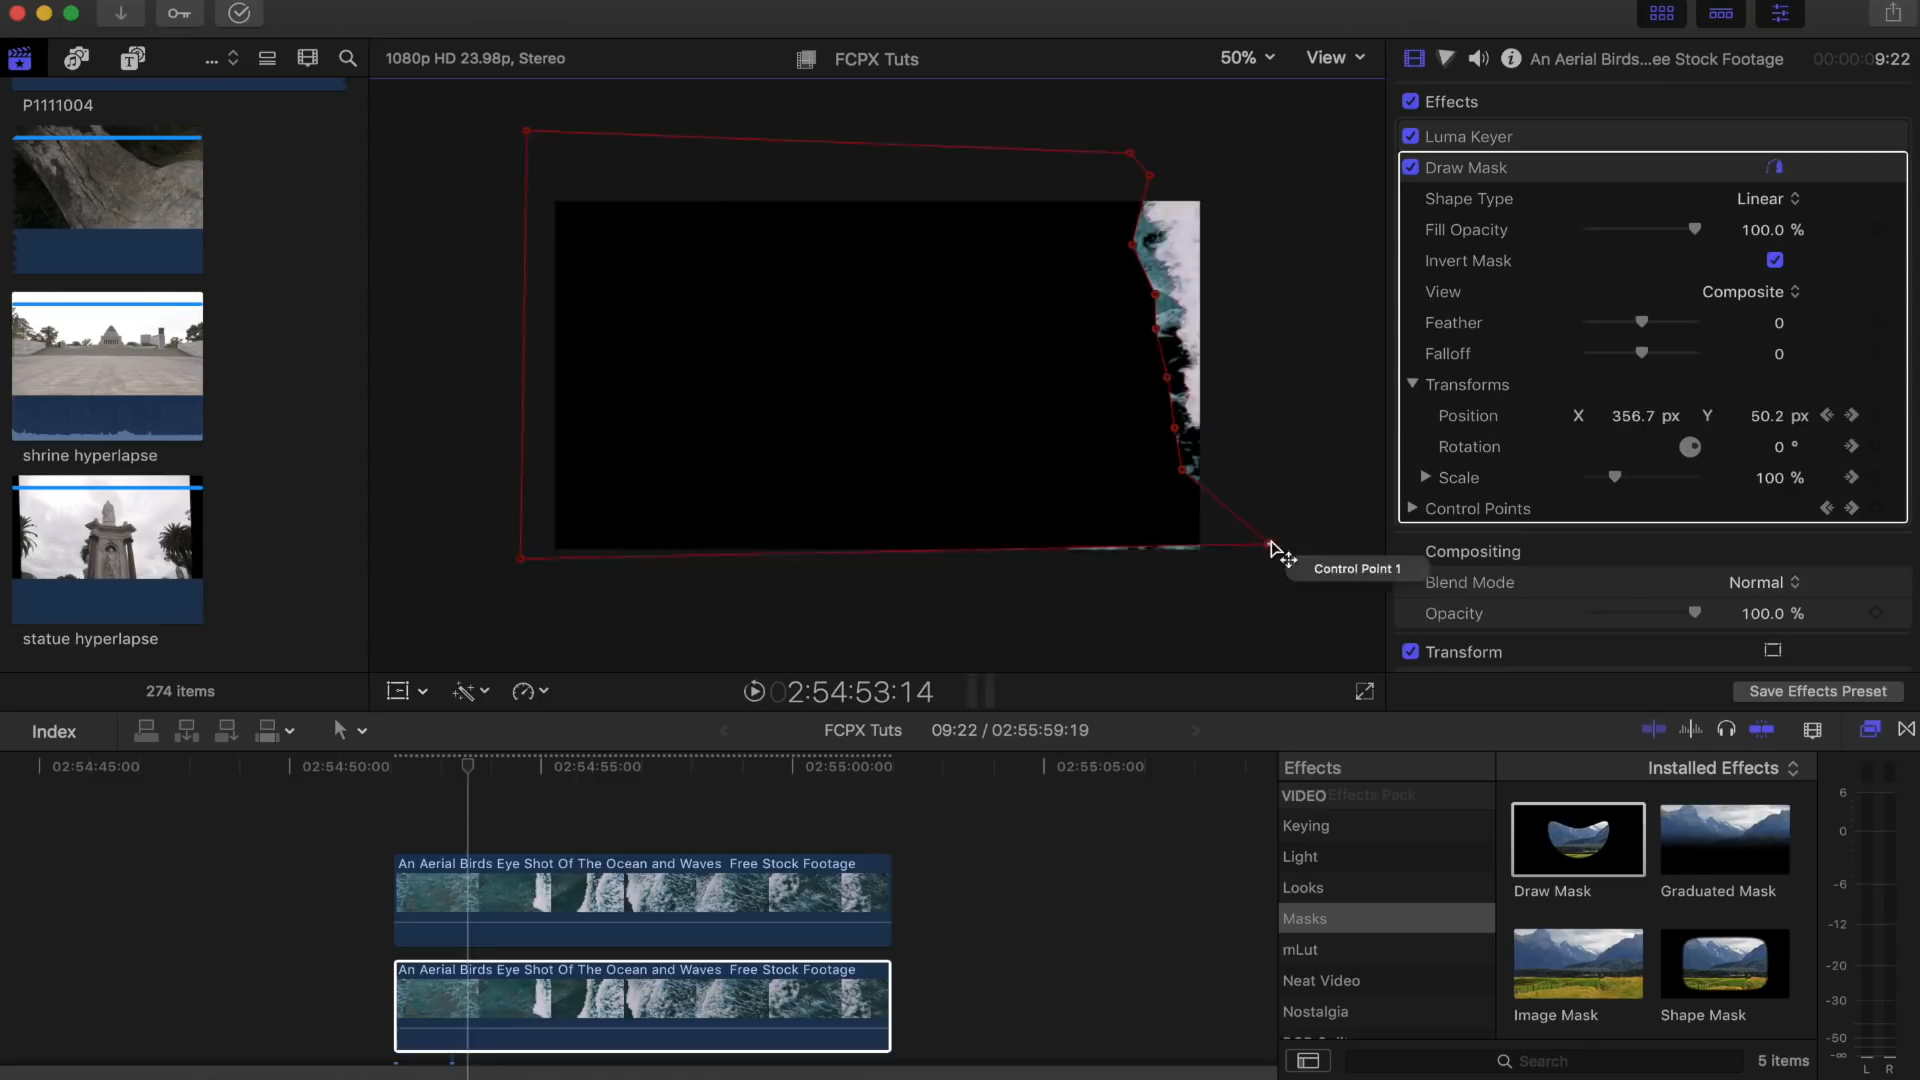 1080p HD 23.98p, Stereo
FCPX Tuts
50%
View
An Aerial Birds...ee Stock Footage
00:00:09:22
P1111004
shrine hyperlapse
statue hyperlapse
274 items
Effects
Luma Keyer
Draw Mask
Shape Type
Linear
Fill Opacity
100.0 %
Invert Mask
View
Composite
Feather
0
Falloff
0
Transforms
Position
X 356.7 px Y 50.2 px
Rotation
0 °
Scale
100 %
Control Points
Control Point 1
Compositing
Blend Mode
Normal
Opacity
100.0 %
Transform
Save Effects Preset
02:54:53:14
Index
FCPX Tuts
09:22 / 02:55:59:19
02:54:45:00
02:54:50:00
02:54:55:00
02:55:00:00
02:55:05:00
An Aerial Birds Eye Shot Of The Ocean and Waves Free Stock Footage
An Aerial Birds Eye Shot Of The Ocean and Waves Free Stock Footage
Effects
Installed Effects
VIDEO
Effects Pack
Keying
Light
Looks
Masks
mLut
Neat Video
Nostalgia
Draw Mask
Graduated Mask
Image Mask
Shape Mask
Search
5 items
6
0
-6
-12
-20
-30
-50
-∞
L R